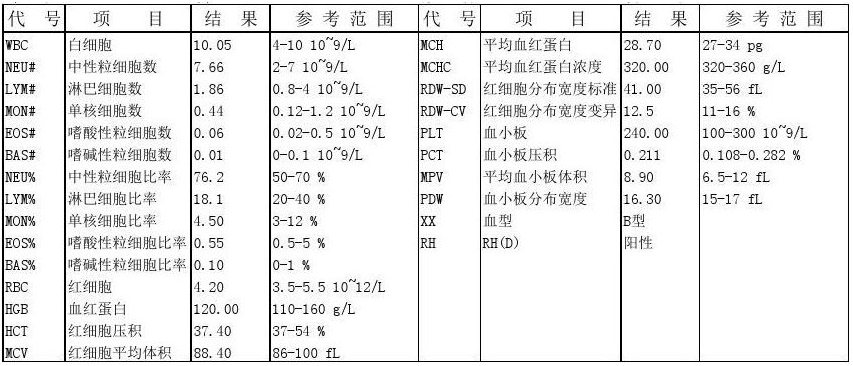 代 号 项 目 结 果 参 考 范 围 代 号 项 目 结 果 参 考 范 围
WBC 白细胞 10.05 4-10 10~9/L MCH 平均血红蛋白 28.70 27-34 pg
NEU# 中性粒细胞数 7.66 2-7 10~9/L MCHC 平均血红蛋白浓度 320.00 320-360 g/L
LYM# 淋巴细胞数 1.86 0.8-4 10~9/L RDW-SD 红细胞分布宽度标准 41.00 35-56 fL
MON# 单核细胞数 0.44 0.12-1.2 10~9/L RDW-CV 红细胞分布宽度变异 12.5 11-16 %
EOS# 嗜酸性粒细胞数 0.06 0.02-0.5 10~9/L PLT 血小板 240.00 100-300 10~9/L
BAS# 嗜碱性粒细胞数 0.01 0-0.1 10~9/L PCT 血小板压积 0.211 0.108-0.282 %
NEU% 中性粒细胞比率 76.2 50-70 % MPV 平均血小板体积 8.90 6.5-12 fL
LYM% 淋巴细胞比率 18.1 20-40 % PDW 血小板分布宽度 16.30 15-17 fL
MON% 单核细胞比率 4.50 3-12 % XX 血型 B型
EOS% 嗜酸性粒细胞比率 0.55 0.5-5 % RH RH(D) 阳性
BAS% 嗜碱性粒细胞比率 0.10 0-1 %
RBC 红细胞 4.20 3.5-5.5 10~12/L
HGB 血红蛋白 120.00 110-160 g/L
HCT 红细胞压积 37.40 37-54 %
MCV 红细胞平均体积 88.40 86-100 fL